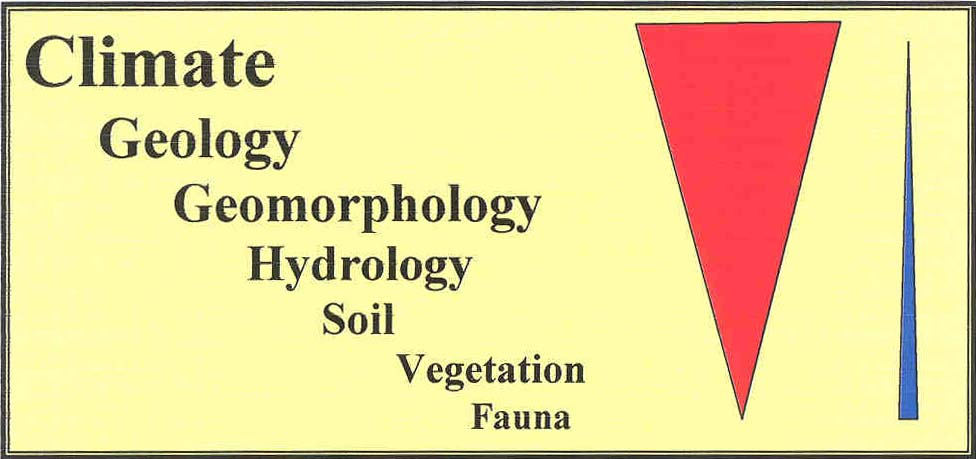 Climate
Geology
Geomorphology
Hydrology
Soil
Vegetation
Fauna